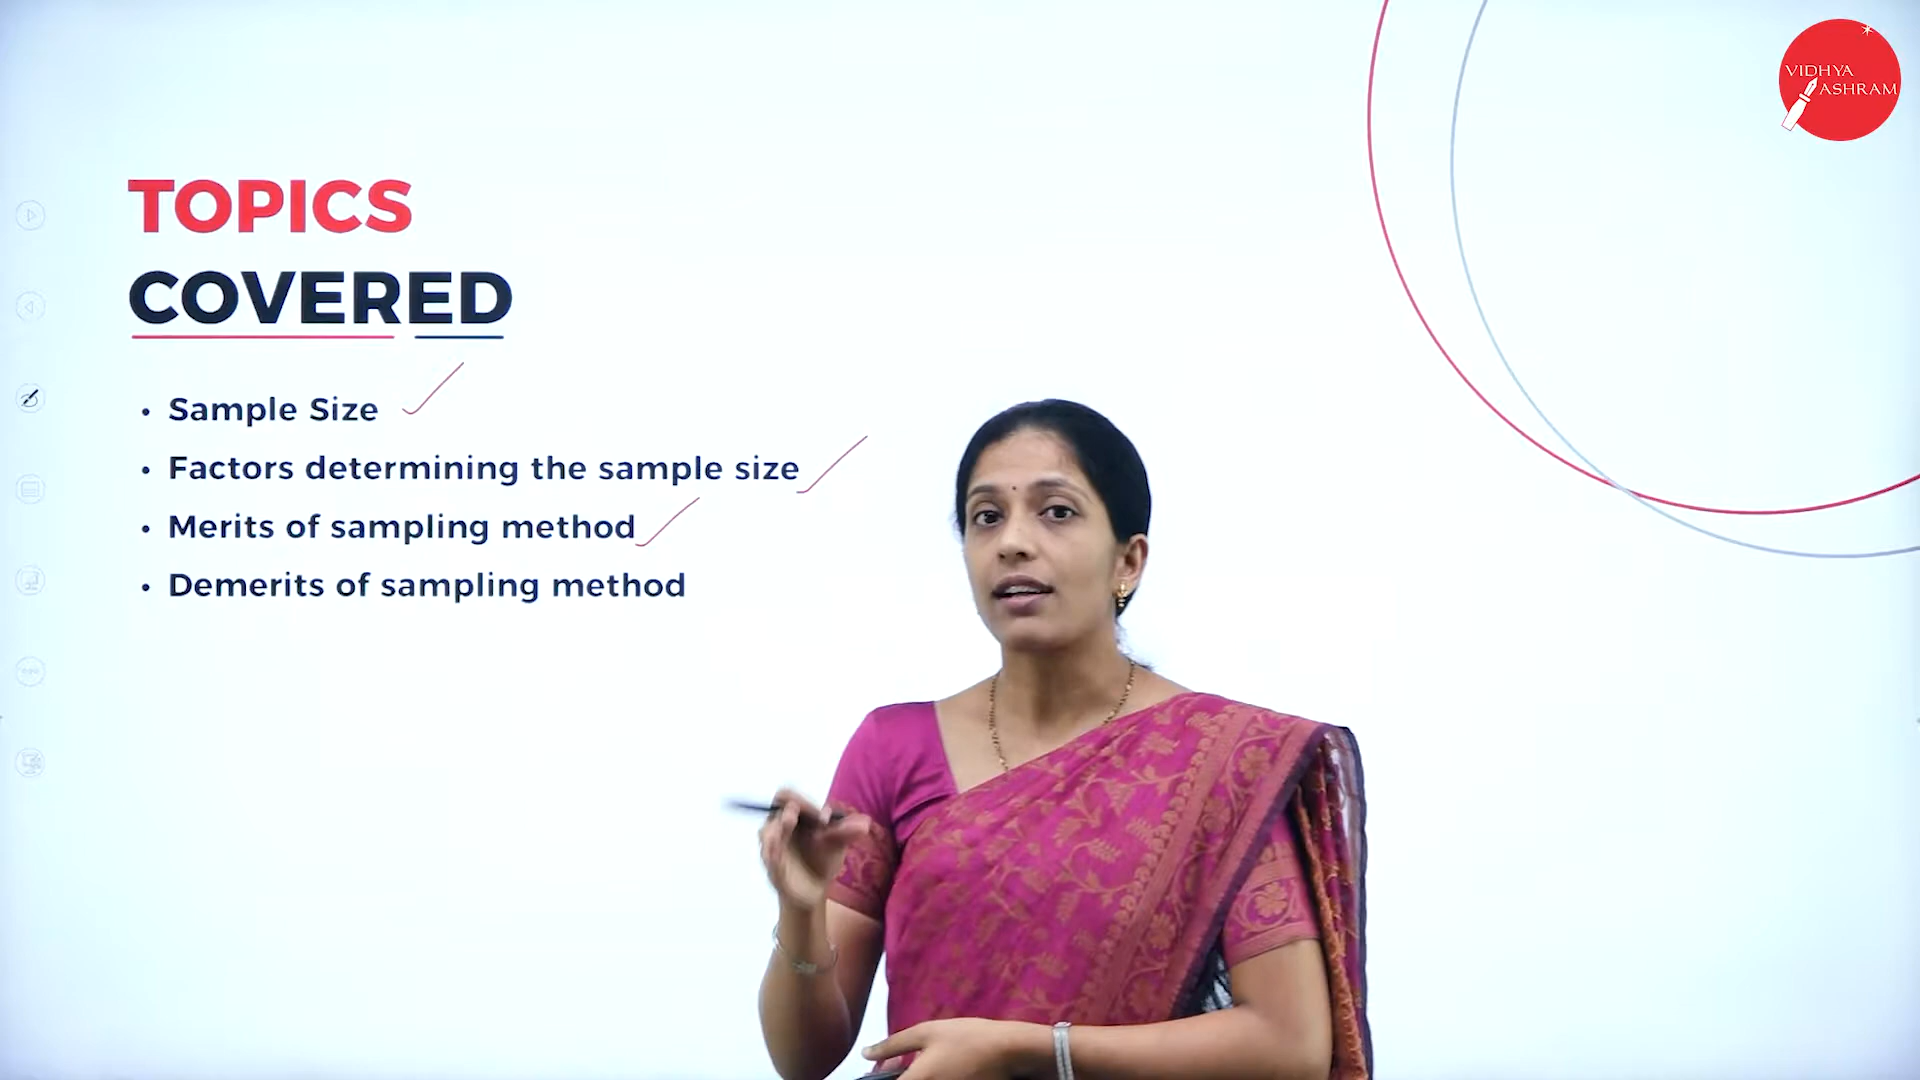 VIDHYA
ASHRAM
TOPICS
COVERED
• Sample Size
• Factors determining the sample size
• Merits of sampling method
• Demerits of sampling method